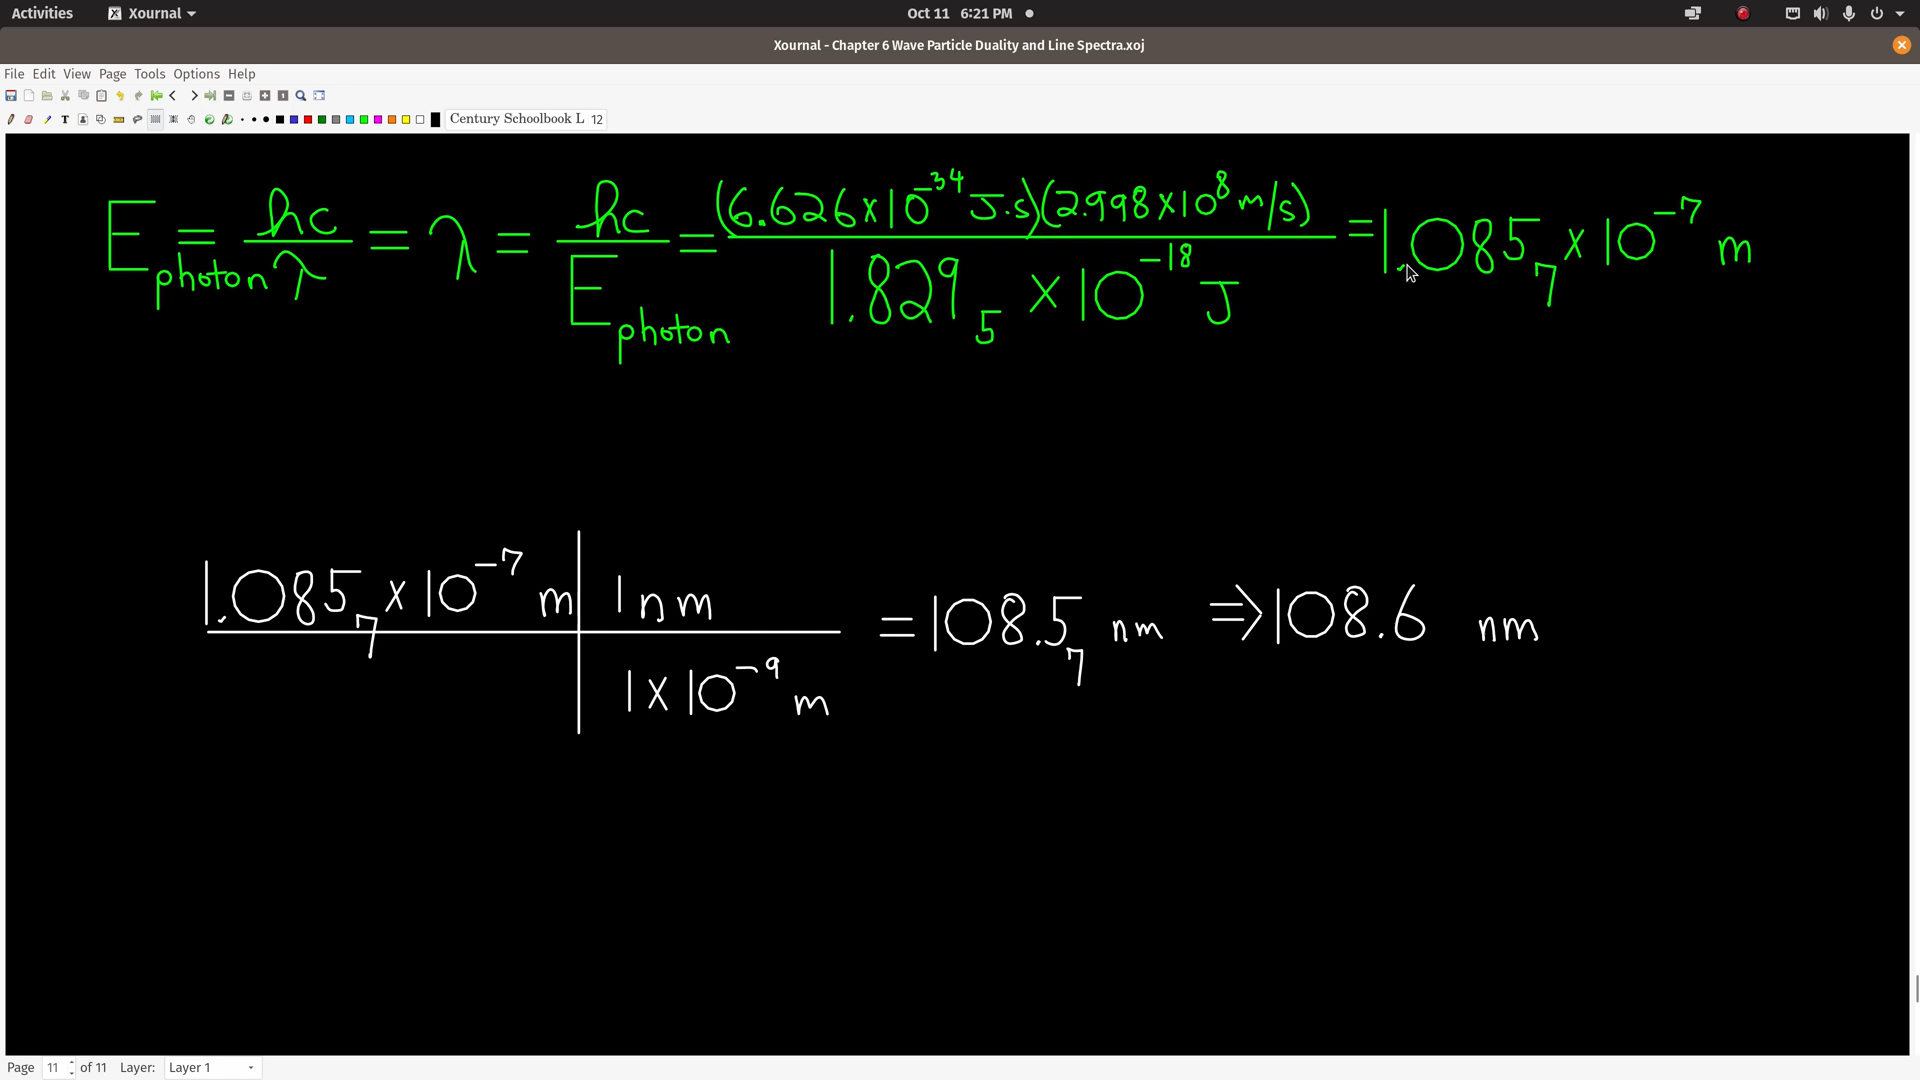 Activities Xournal Oct 11 6:21 PM
Xournal - Chapter 6 Wave Particle Duality and Line Spectra.xoj
File Edit View Page Tools Options Help
Century Schoolbook L 12
E_photon = hc/λ = λ = hc/E_photon = (6.626×10^-34 J·s)(2.998×10^8 m/s)/(1.829_5 ×10^-18 J) = 1.085_7 ×10^-7 m
1.085_7×10^-7 m | 1 nm / 1×10^-9 m = 108.5_7 nm ⇒ 108.6 nm
Page 11 of 11 Layer: Layer 1